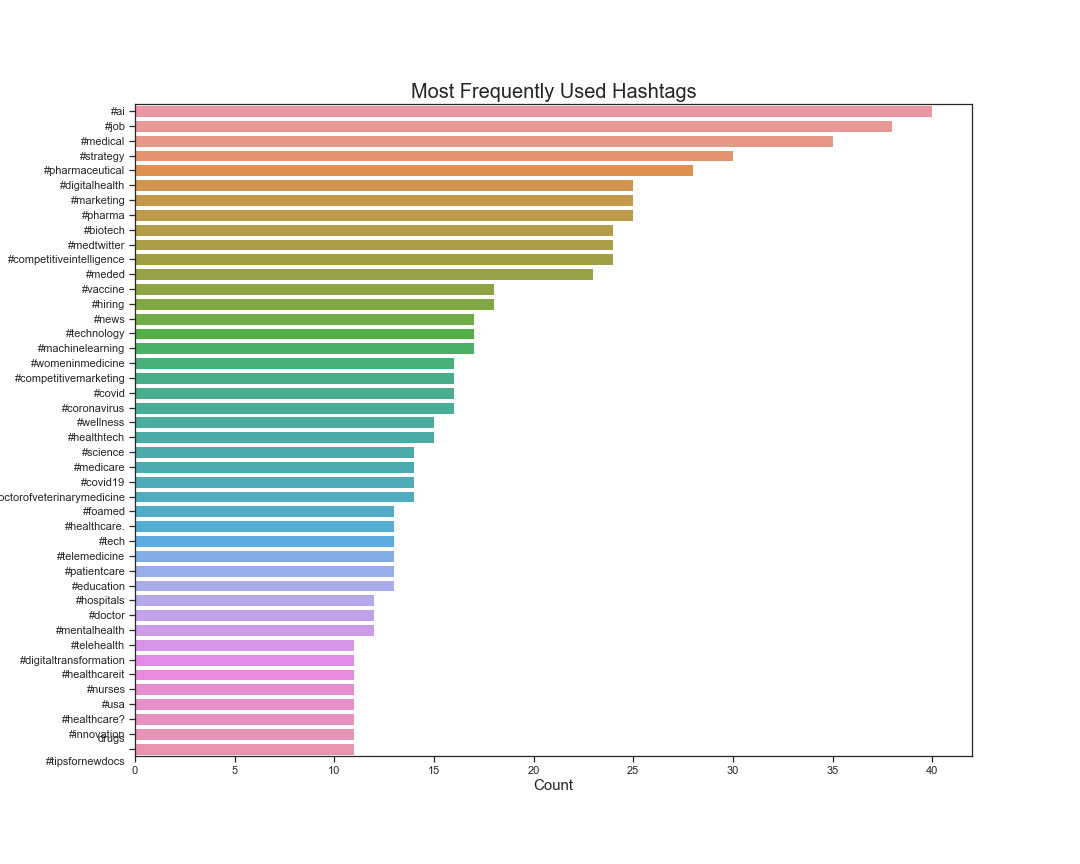 Most Frequently Used Hashtags
#ai
#job
#medical
#strategy
#pharmaceutical
#digitalhealth
#marketing
#pharma
#biotech
#medtwitter
#competitiveintelligence
#meded
#vaccine
#hiring
#news
#technology
#machinelearning
#womeninmedicine
#competitivemarketing
#covid
#coronavirus
#wellness
#healthtech
#science
#medicare
#covid19
octorofveterinarymedicine
#foamed
#healthcare.
#tech
#telemedicine
#patientcare
#education
#hospitals
#doctor
#mentalhealth
#telehealth
#digitaltransformation
#healthcareit
#nurses
#usa
#healthcare?
#innovation
drugs
#tipsfornewdocs
0 5 10 15 20 25 30 35 40
Count